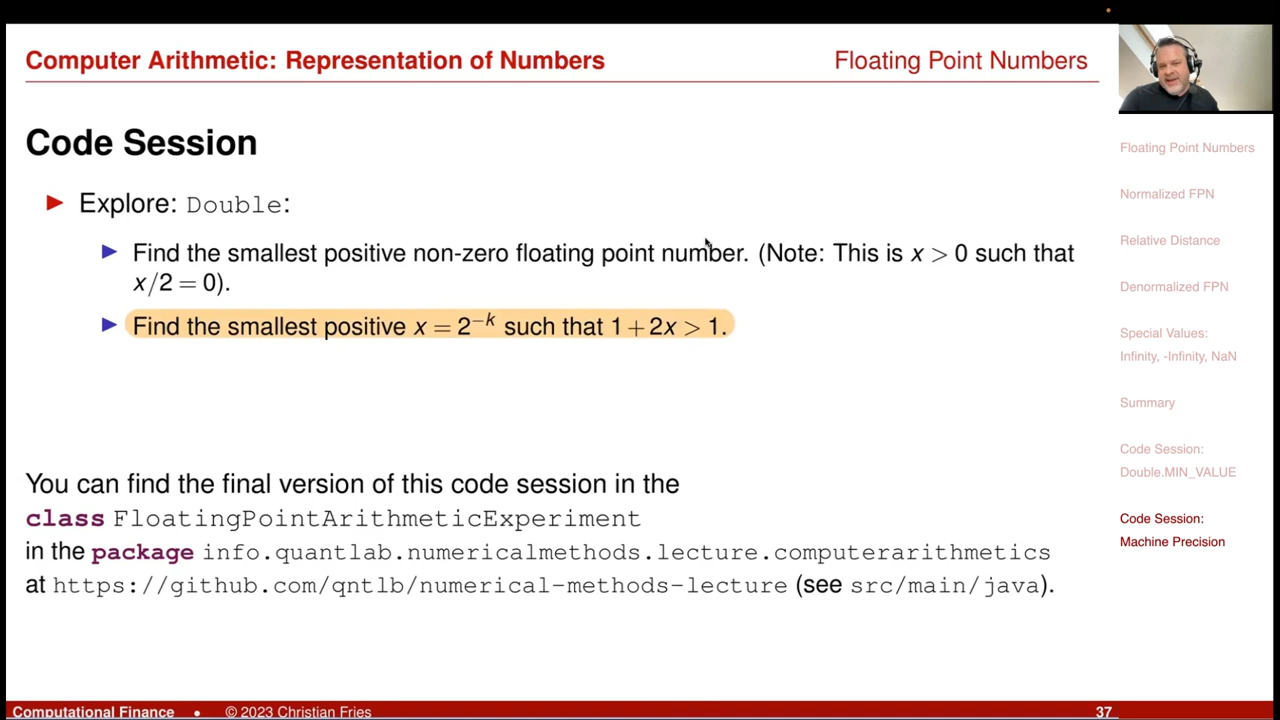 Computer Arithmetic: Representation of Numbers
Floating Point Numbers
Code Session
► Explore: Double:
► Find the smallest positive non-zero floating point number. (Note: This is x > 0 such that
x/2 = 0).
► Find the smallest positive x = 2^{-k} such that 1 + 2x > 1.
You can find the final version of this code session in the
class FloatingPointArithmeticExperiment
in the package info.quantlab.numericalmethods.lecture.computerarithmetics
at https://github.com/qntlb/numerical-methods-lecture (see src/main/java).
Floating Point Numbers
Normalized FPN
Relative Distance
Denormalized FPN
Special Values:
Infinity, -Infinity, NaN
Summary
Code Session:
Double.MIN_VALUE
Code Session:
Machine Precision
Computational Finance • © 2023 Christian Fries
37